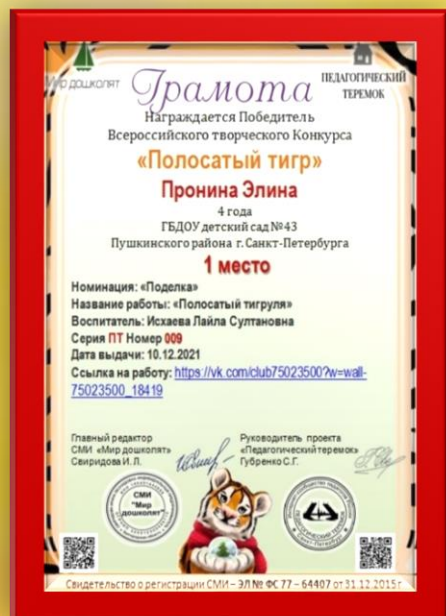 Мир дошколят
ПЕДАГОГИЧЕСКИЙ
ТЕРЕМОК
Грамота
Награждается Победитель
Всероссийского творческого Конкурса
«Полосатый тигр»
Пронина Элина
4 года
ГБДОУ детский сад №43
Пушкинского района г. Санкт-Петербурга
1 место
Номинация: «Поделка»
Название работы: «Полосатый тигруля»
Воспитатель: Исхаева Лайла Султановна
Серия ПТ Номер 009
Дата выдачи: 10.12.2021
Ссылка на работу: https://vk.com/club75023500?w=wall-
75023500_18419
Главный редактор
СМИ «Мир дошколят»
Свиридова И.Л.
Руководитель проекта
«Педагогический теремок»
Губренко С.Г.
СМИ
"Мир
дошколят"
Свидетельство о регистрации СМИ – ЭЛ № ФС 77 – 64407 от 31.12.2015г